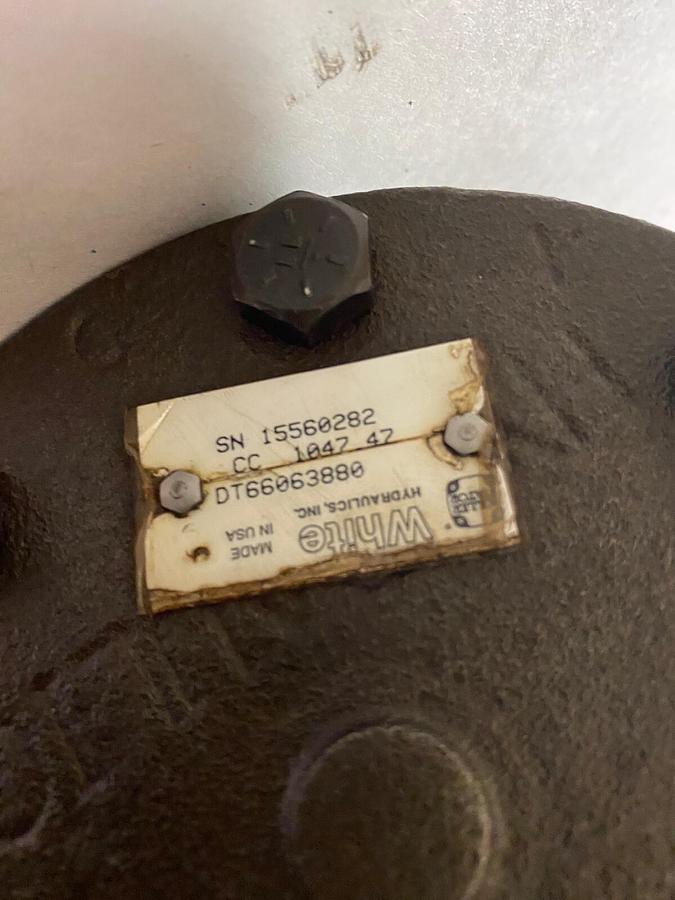 SN 15560282
CC 1047 47
DT66063880
White
HYDRAULICS, INC.
MADE
IN USA